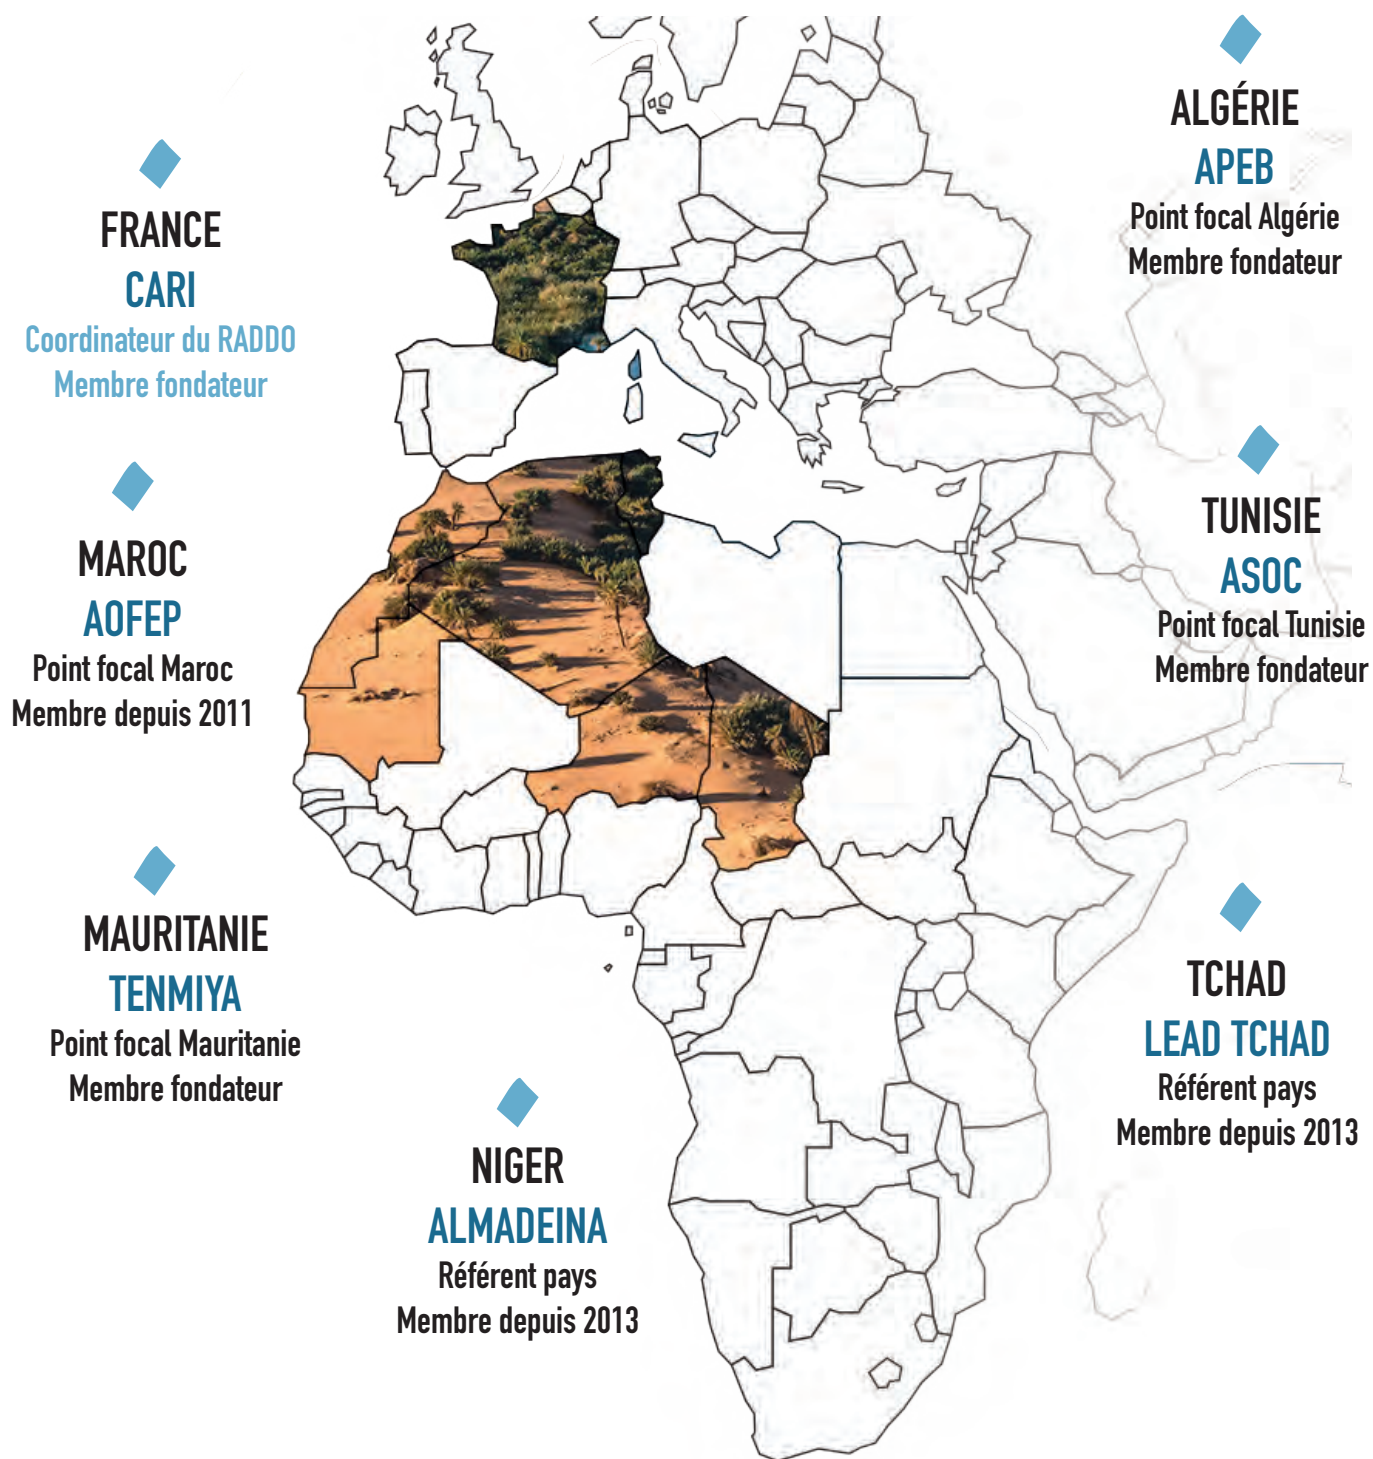 FRANCE
CARI
Coordinateur du RADDO
Membre fondateur
MAROC
AOFEP
Point focal Maroc
Membre depuis 2011
MAURITANIE
TENMIYA
Point focal Mauritanie
Membre fondateur
NIGER
ALMADEINA
Référent pays
Membre depuis 2013
ALGÉRIE
APEB
Point focal Algérie
Membre fondateur
TUNISIE
ASOC
Point focal Tunisie
Membre fondateur
TCHAD
LEAD TCHAD
Référent pays
Membre depuis 2013